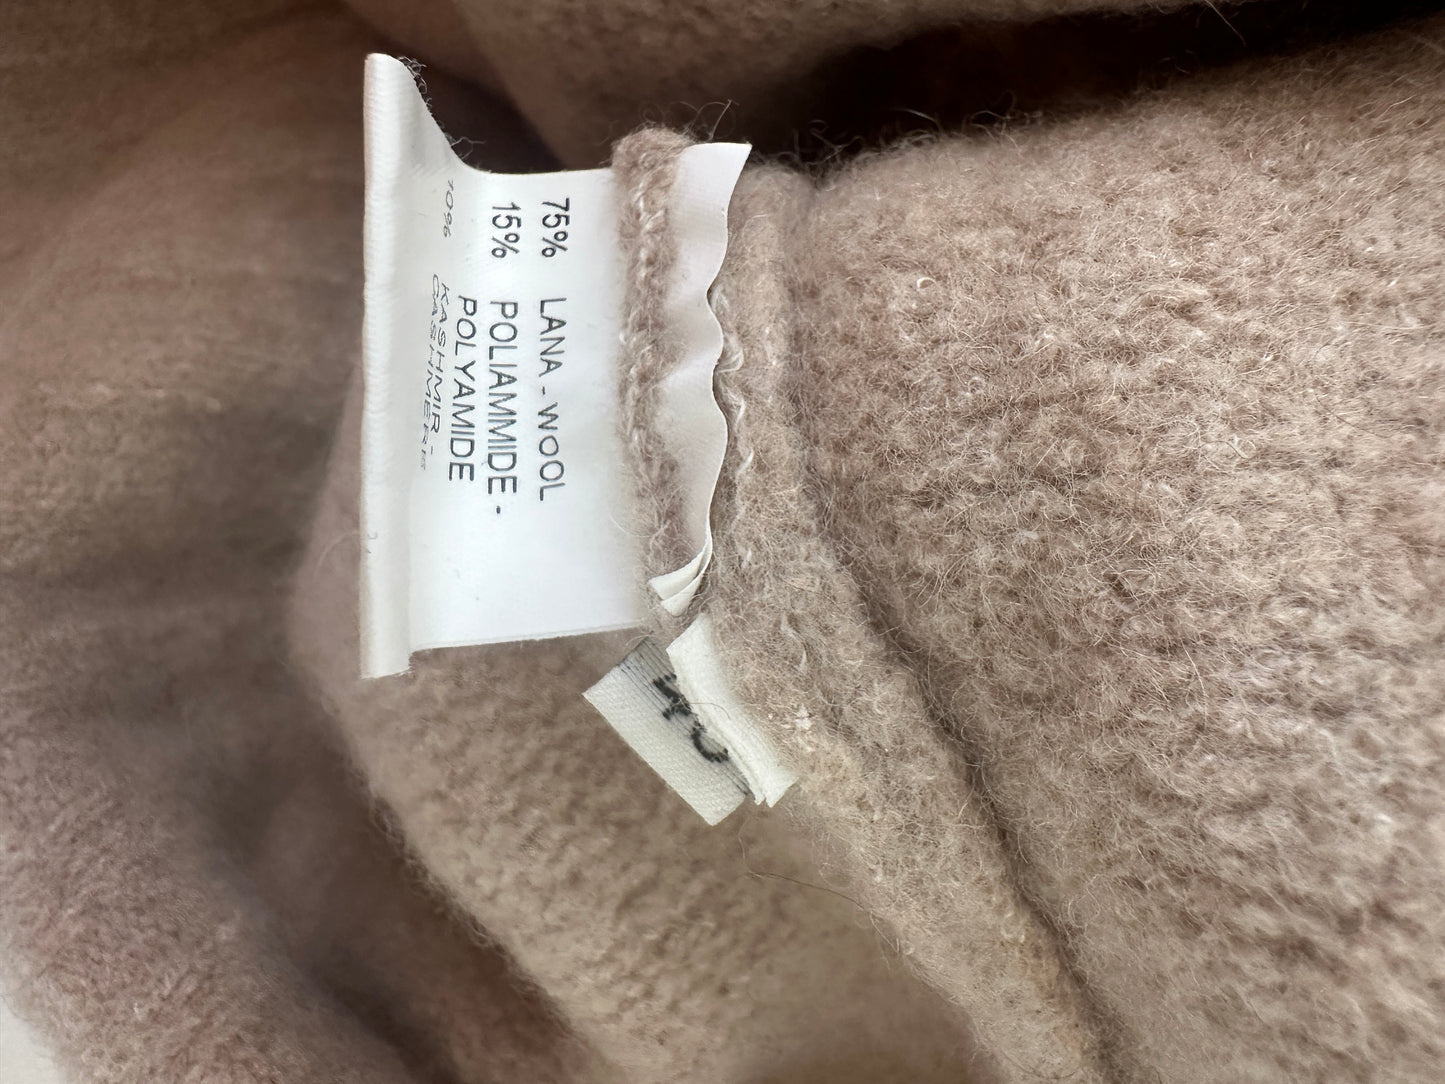 75% LANA - WOOL
15% POLIAMMIDE -
POLYAMIDE
10% KASHMIR -
CASHMERE